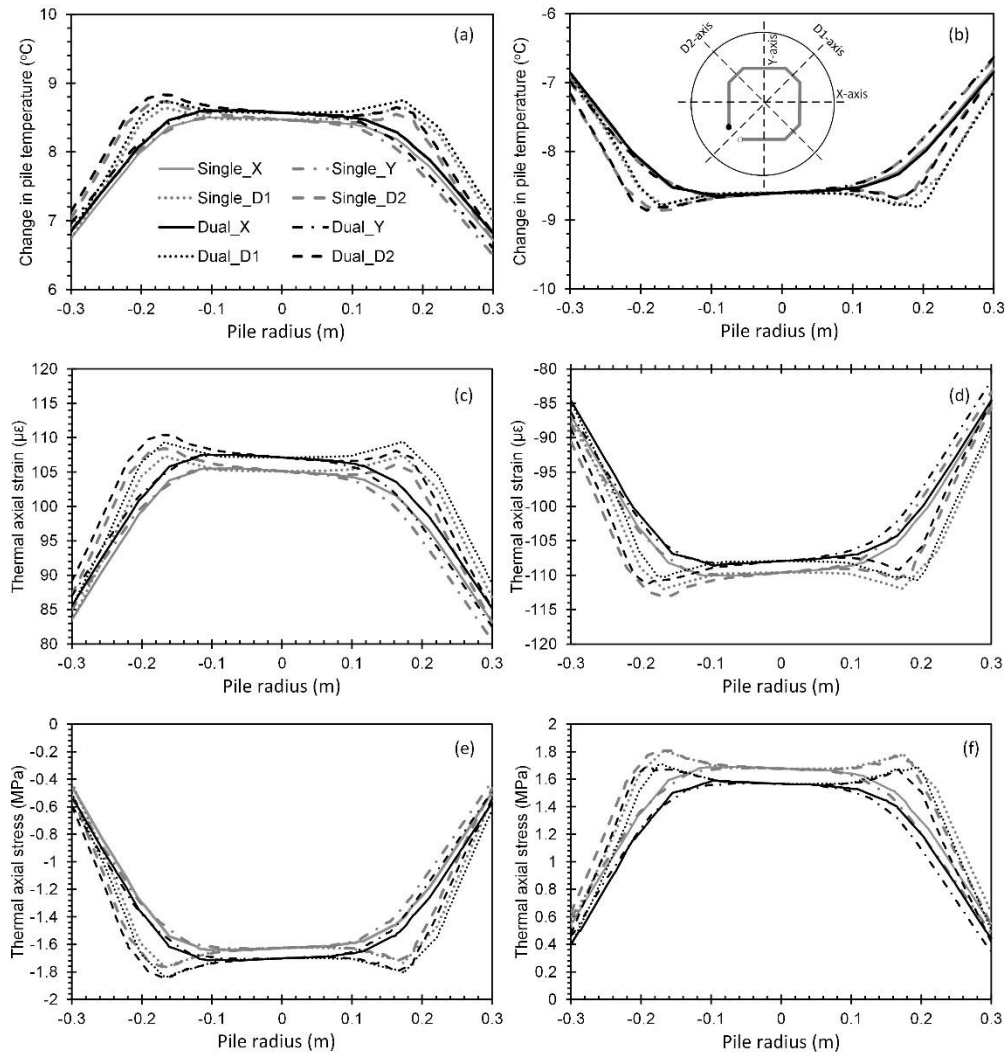 (a)
Change in pile temperature (°C)
9
8
7
6
Single_X
Single_Y
Single_D1
Single_D2
Dual_X
Dual_Y
Dual_D1
Dual_D2
-0.3 -0.2 -0.1 0 0.1 0.2 0.3
Pile radius (m)
(b)
Change in pile temperature (°C)
-6
-7
-8
-9
-10
D2-axis
Y-axis
D1-axis
X-axis
-0.3 -0.2 -0.1 0 0.1 0.2 0.3
Pile radius (m)
(c)
Thermal axial strain (με)
120
115
110
105
100
95
90
85
80
-0.3 -0.2 -0.1 0 0.1 0.2 0.3
Pile radius (m)
(d)
Thermal axial strain (με)
-80
-85
-90
-95
-100
-105
-110
-115
-120
-0.3 -0.2 -0.1 0 0.1 0.2 0.3
Pile radius (m)
(e)
Thermal axial stress (MPa)
0
-0.2
-0.4
-0.6
-0.8
-1
-1.2
-1.4
-1.6
-1.8
-2
-0.3 -0.2 -0.1 0 0.1 0.2 0.3
Pile radius (m)
(f)
Thermal axial stress (MPa)
2
1.8
1.6
1.4
1.2
1
0.8
0.6
0.4
0.2
0
-0.3 -0.2 -0.1 0 0.1 0.2 0.3
Pile radius (m)